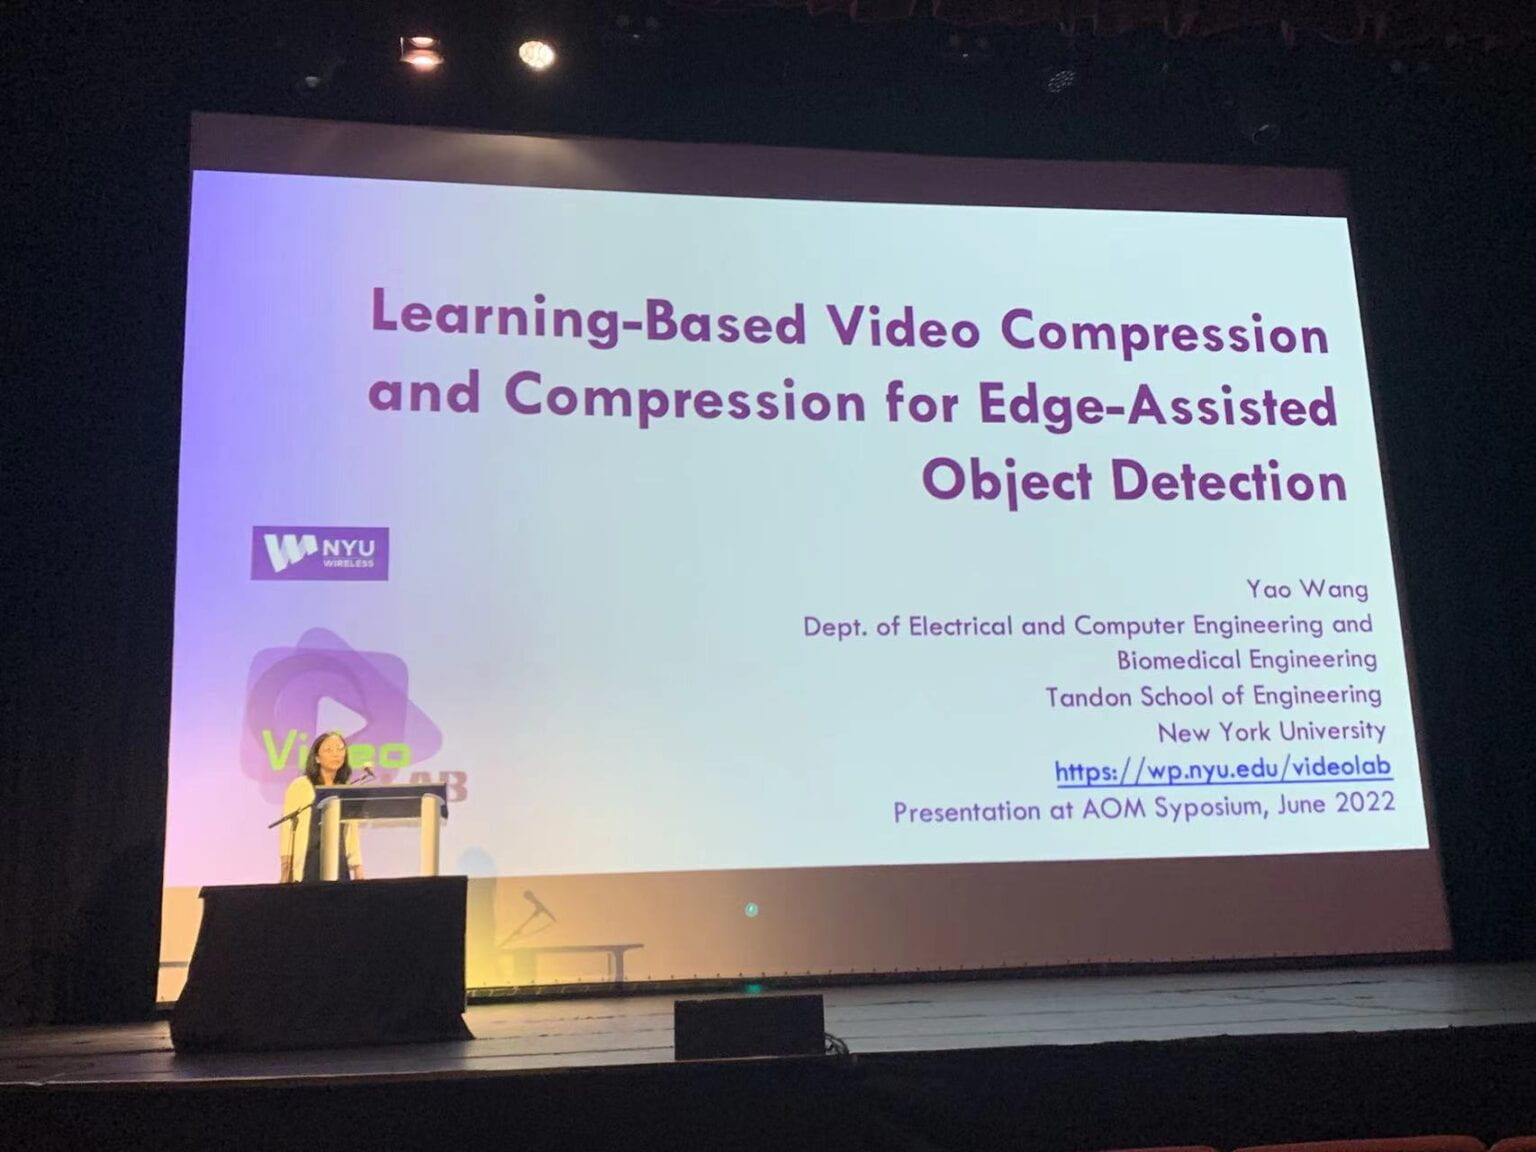 Learning-Based Video Compression
and Compression for Edge-Assisted
Object Detection
NYU
WIRELESS
Yao Wang
Dept. of Electrical and Computer Engineering and
Biomedical Engineering
Tandon School of Engineering
New York University
https://wp.nyu.edu/videolab
Presentation at AOM Syposium, June 2022